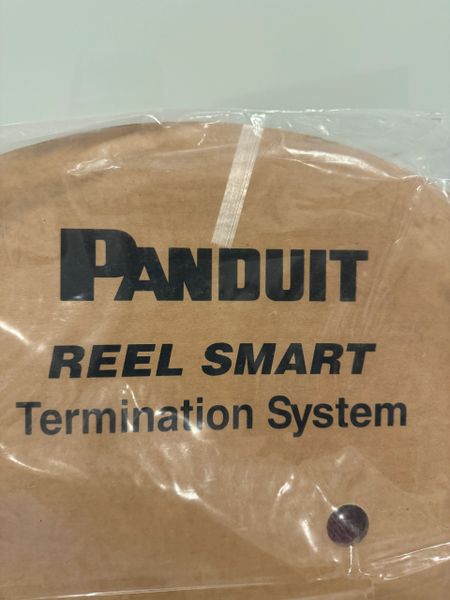 PANDUIT
REEL SMART
Termination System